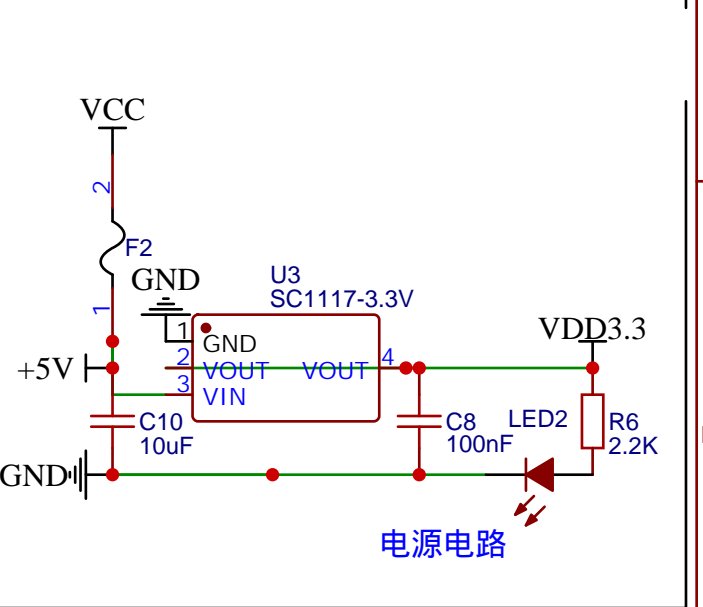 VCC
2
F2
1
GND
U3
SC1117-3.3V
1
GND
VDD3.3
+5V
2
VOUT
VOUT
4
3
VIN
C10
10uF
C8
100nF
LED2
R6
2.2K
GND
电源电路